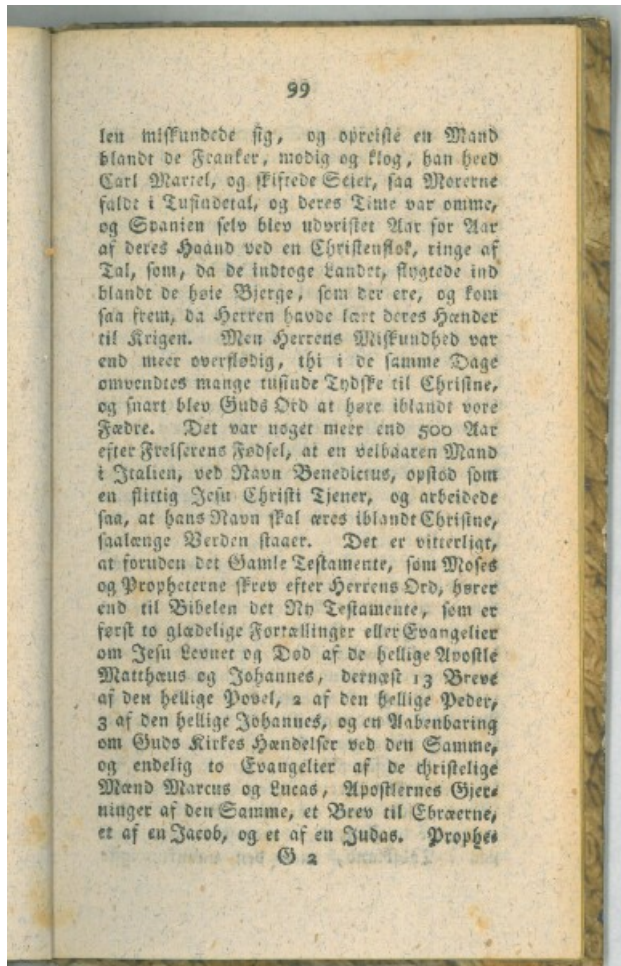 99
len miskundede sig, og opreiste en Mand
blandt de Franker, modig og klog, han heed
Carl Martel, og skiftede Seier, saa Morerne
faldt i Tusindetal, og deres Time var omme,
og Spanien selv blev udvristet Aar for Aar
af deres Haand ved en Christenflok, ringe af
Tal, som, da de indtoge Landet, flygtede ind
blandt de høie Bjerge, som der ere, og kom
saa frem, da Herren havde lært deres Hænder
til Krigen. Men Herrens Miskundhed var
end meer overflødig, thi i de samme Dage
omvendtes mange tusinde Tydske til Christne,
og snart blev Guds Ord at høre iblandt vore
Fædre. Det var noget meer end 500 Aar
efter Frelserens Fødsel, at en velbaaren Mand
i Italien, ved Navn Benedictus, opstod som
en flittig Jesu Christi Tjener, og arbeidede
saa, at hans Navn skal æres iblandt Christne,
saalænge Verden staaer. Det er vitterligt,
at foruden det Gamle Testamente, som Moses
og Propheterne skrev efter Herrens Ord, hører
end til Bibelen det Ny Testamente, som er
først to glædelige Fortællinger eller Evangelier
om Jesu Levnet og Død af de hellige Apostle
Matthæus og Johannes, dernæst 13 Breve
af den hellige Povel, 2 af den hellige Peder,
3 af den hellige Johannes, og en Aabenbaring
om Guds Kirkes Hændelser ved den Samme,
og endelig to Evangelier af de christelige
Mænd Marcus og Lucas, Apostlernes Gjer-
ninger af den Samme, et Brev til Ebræerne,
et af en Jacob, og et af en Judas. Prophe-
G 2